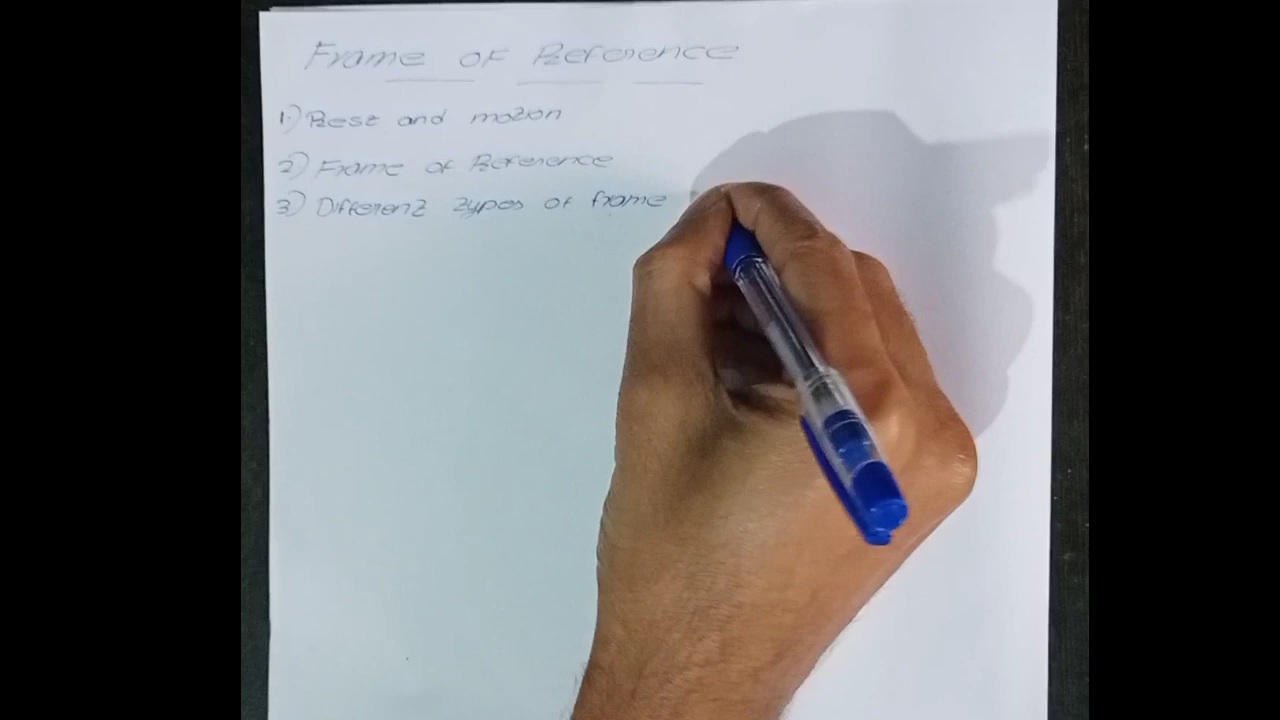 Frame of Reference
1) Rest and motion
2) Frame of Reference
3) Different types of frame